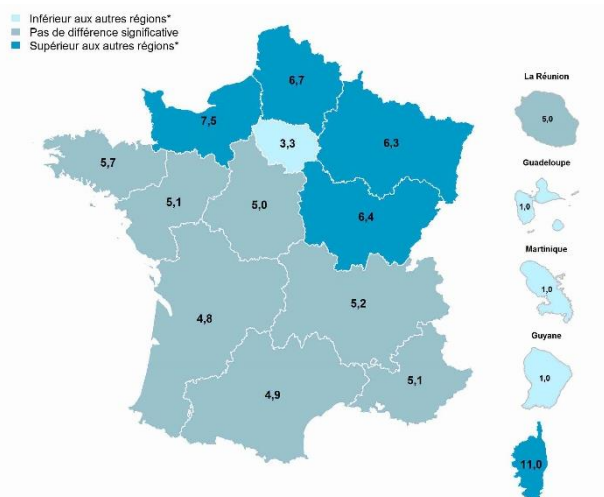 Inférieur aux autres régions*
Pas de différence significative
Supérieur aux autres régions*
6,7
7,5
3,3
6,3
5,7
5,1
5,0
6,4
4,8
5,2
4,9
5,1
La Réunion
5,0
Guadeloupe
1,0
Martinique
1,0
Guyane
1,0
11,0